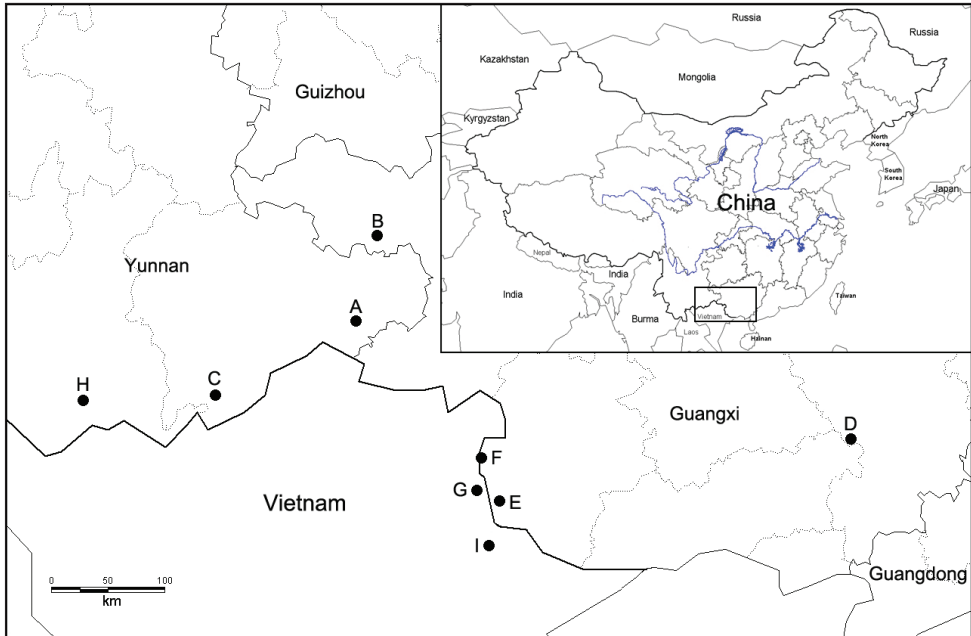 Guizhou
B
Yunnan
A
H
C
Guangxi
D
F
G
E
Vietnam
I
Guangdong
0 50 100
km
Russia
Russia
Kazakhstan
Mongolia
Kyrgyzstan
North
Korea
South
Korea
Japan
China
Nepal
India
India
Burma
Vietnam
Laos
Hainan
Taiwan